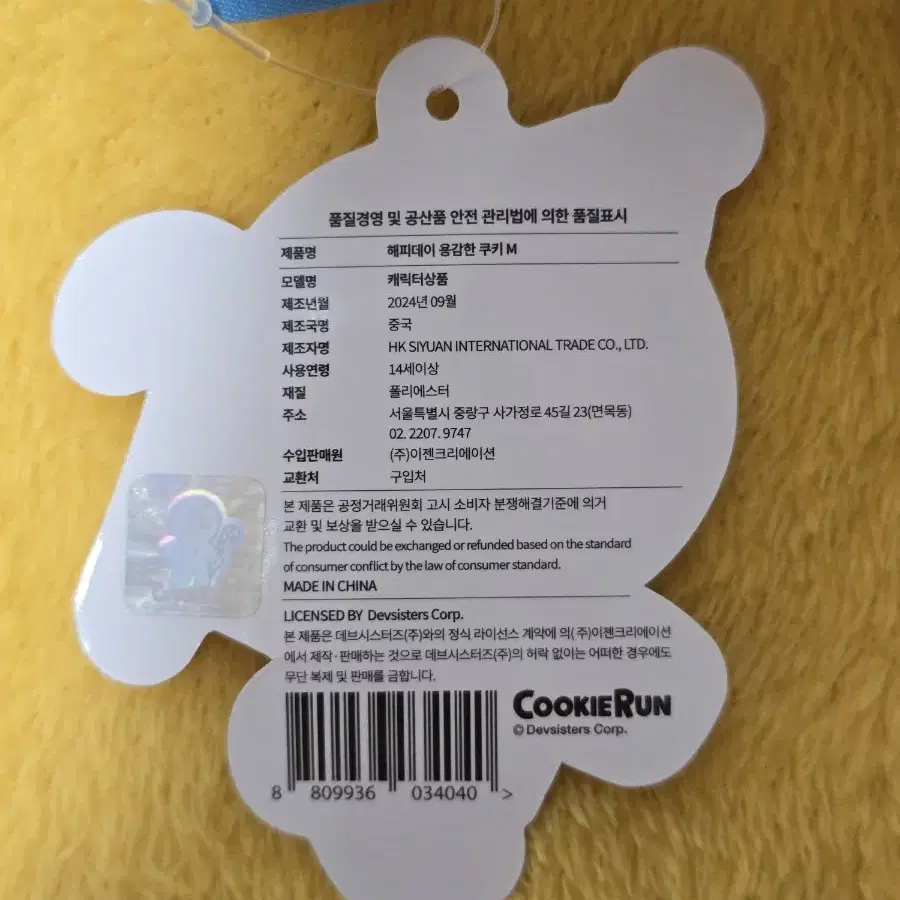 품질경영 및 공산품 안전 관리법에 의한 품질표시
제품명 해피데이 용감한 쿠키 M
모델명 캐릭터상품
제조년월 2024년 09월
제조국명 중국
제조자명 HK SIYUAN INTERNATIONAL TRADE CO., LTD.
사용연령 14세이상
재질 폴리에스터
주소 서울특별시 중랑구 사가정로 45길 23(면목동)
02. 2207. 9747
수입판매원 (주)이젠크리에이션
교환처 구입처
본 제품은 공정거래위원회 고시 소비자 분쟁해결기준에 의거
교환 및 보상을 받으실 수 있습니다.
The product could be exchanged or refunded based on the standard
of consumer conflict by the law of consumer standard.
MADE IN CHINA
LICENSED BY Devsisters Corp.
본 제품은 데브시스터즈(주)와의 정식 라이선스 계약에 의(주)이젠크리에이션
에서 제작·판매하는 것으로 데브시스터즈(주)의 허락 없이는 어떠한 경우에도
무단 복제 및 판매를 금합니다.
COOKIERUN
© Devsisters Corp.
8 809936 034040 >